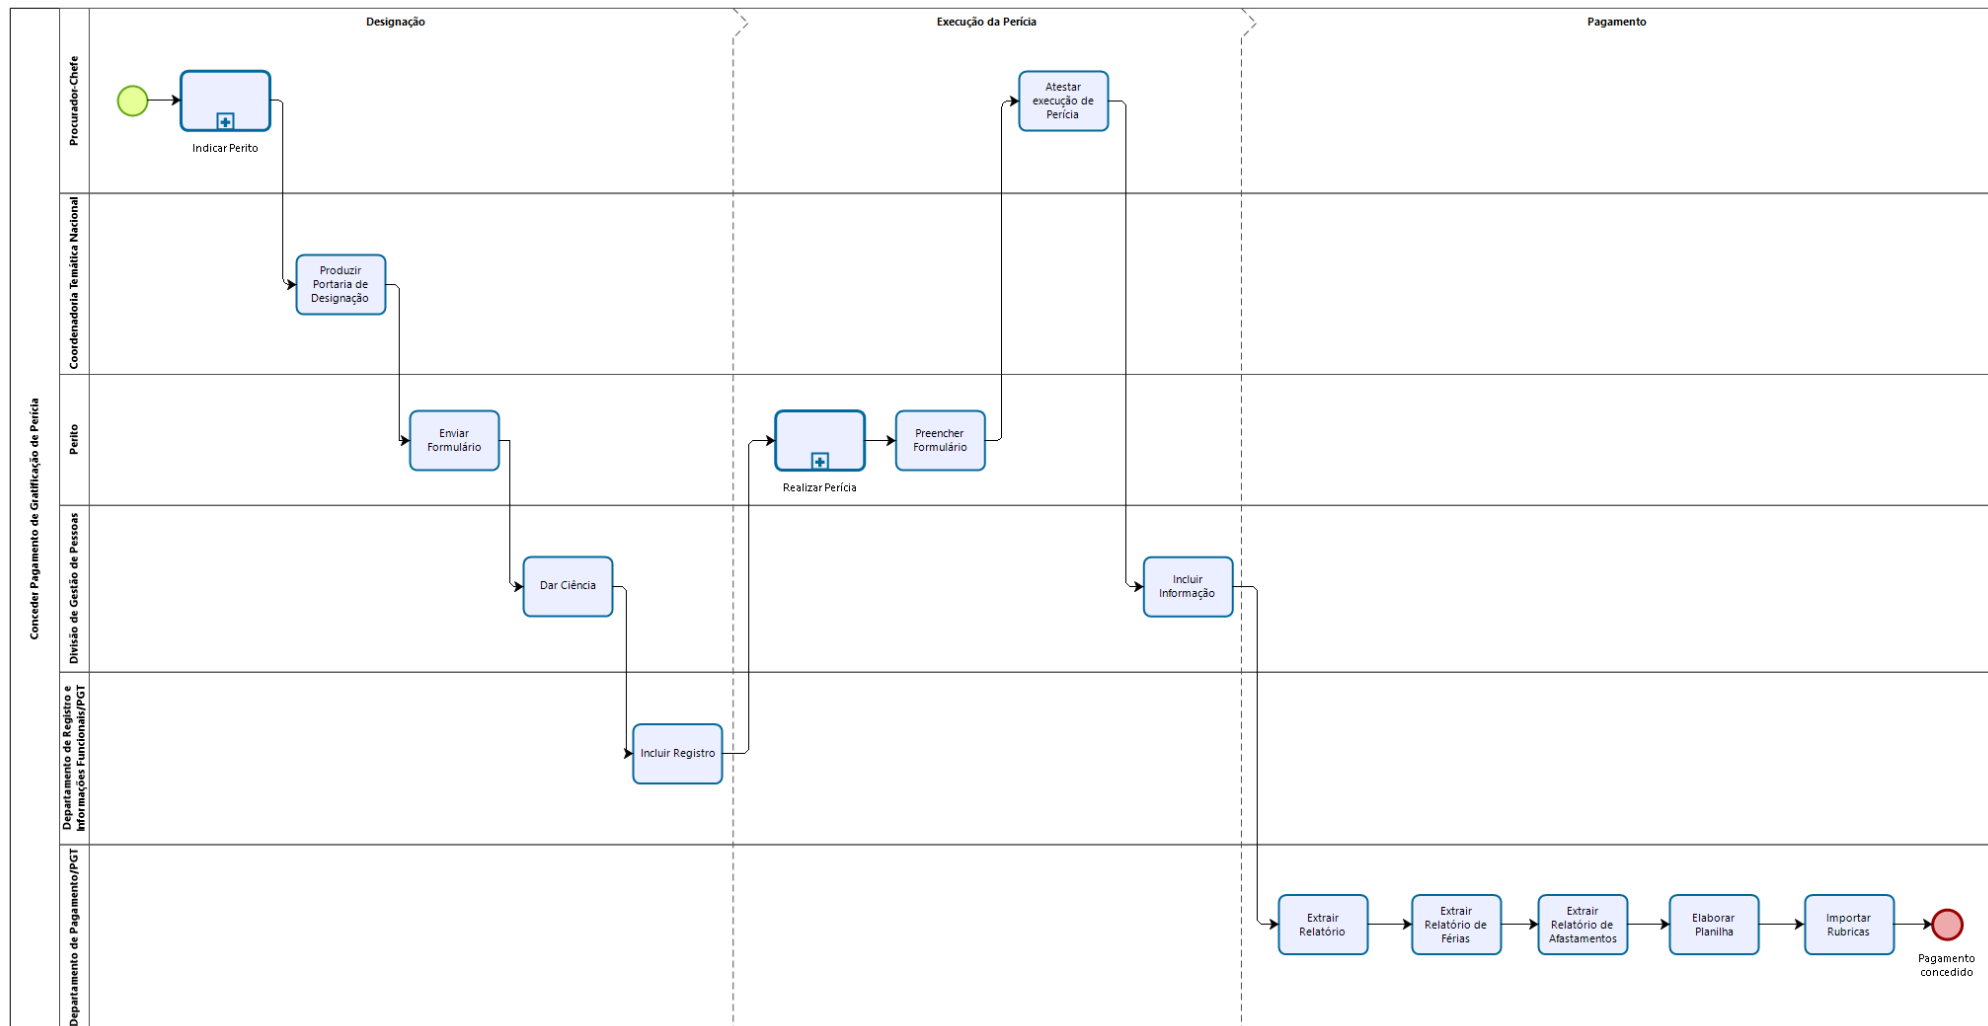 Designação
Execução da Perícia
Pagamento
Conceder Pagamento de Gratificação de Perícia
Procurador-Chefe
Indicar Perito
Atestar
execução de
Perícia
Coordenadoria Temática Nacional
Produzir
Portaria de
Designação
Perito
Enviar
Formulário
Realizar Perícia
Preencher
Formulário
Divisão de Gestão de Pessoas
Dar Ciência
Incluir
Informação
Departamento de Registro e
Informações Funcionais/PGT
Incluir Registro
Departamento de Pagamento/PGT
Extrair
Relatório
Extrair
Relatório de
Férias
Extrair
Relatório de
Afastamentos
Elaborar
Planilha
Importar
Rubricas
Pagamento
concedido